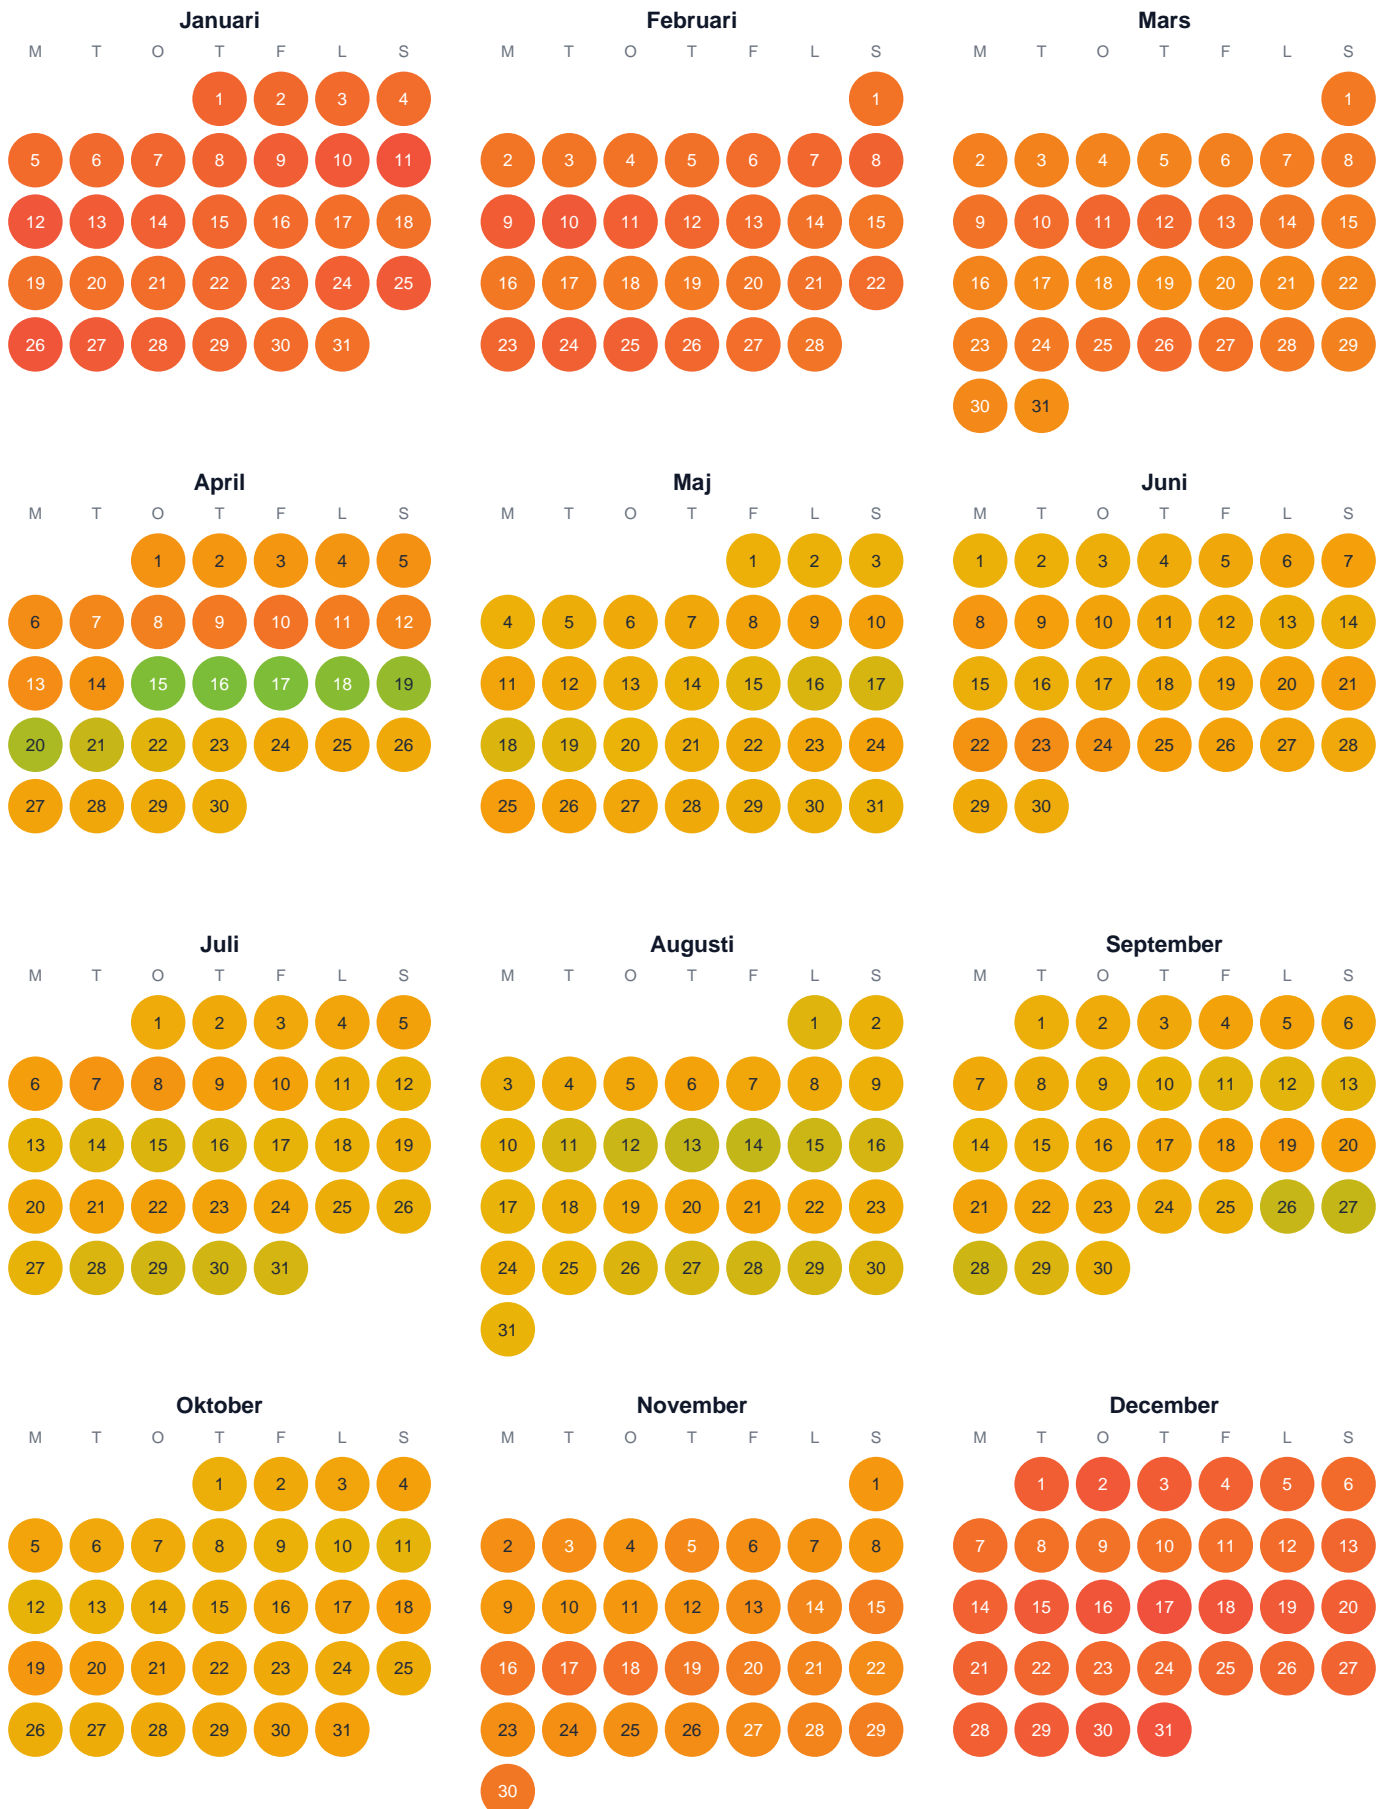 Januari
M T O T F L S
1 2 3 4
5 6 7 8 9 10 11
12 13 14 15 16 17 18
19 20 21 22 23 24 25
26 27 28 29 30 31
Februari
M T O T F L S
1
2 3 4 5 6 7 8
9 10 11 12 13 14 15
16 17 18 19 20 21 22
23 24 25 26 27 28
Mars
M T O T F L S
1
2 3 4 5 6 7 8
9 10 11 12 13 14 15
16 17 18 19 20 21 22
23 24 25 26 27 28 29
30 31
April
M T O T F L S
1 2 3 4 5
6 7 8 9 10 11 12
13 14 15 16 17 18 19
20 21 22 23 24 25 26
27 28 29 30
Maj
M T O T F L S
1 2 3
4 5 6 7 8 9 10
11 12 13 14 15 16 17
18 19 20 21 22 23 24
25 26 27 28 29 30 31
Juni
M T O T F L S
1 2 3 4 5 6 7
8 9 10 11 12 13 14
15 16 17 18 19 20 21
22 23 24 25 26 27 28
29 30
Juli
M T O T F L S
1 2 3 4 5
6 7 8 9 10 11 12
13 14 15 16 17 18 19
20 21 22 23 24 25 26
27 28 29 30 31
Augusti
M T O T F L S
1 2
3 4 5 6 7 8 9
10 11 12 13 14 15 16
17 18 19 20 21 22 23
24 25 26 27 28 29 30
31
September
M T O T F L S
1 2 3 4 5 6
7 8 9 10 11 12 13
14 15 16 17 18 19 20
21 22 23 24 25 26 27
28 29 30
Oktober
M T O T F L S
1 2 3 4
5 6 7 8 9 10 11
12 13 14 15 16 17 18
19 20 21 22 23 24 25
26 27 28 29 30 31
November
M T O T F L S
1
2 3 4 5 6 7 8
9 10 11 12 13 14 15
16 17 18 19 20 21 22
23 24 25 26 27 28 29
30
December
M T O T F L S
1 2 3 4 5 6
7 8 9 10 11 12 13
14 15 16 17 18 19 20
21 22 23 24 25 26 27
28 29 30 31